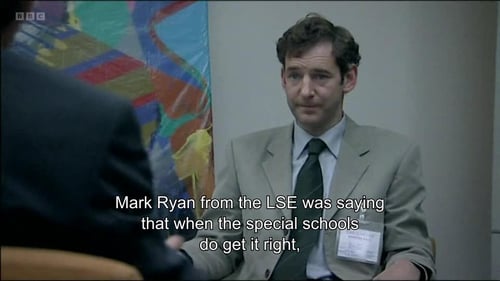 BBC
Mark Ryan from the LSE was saying
that when the special schools
do get it right,